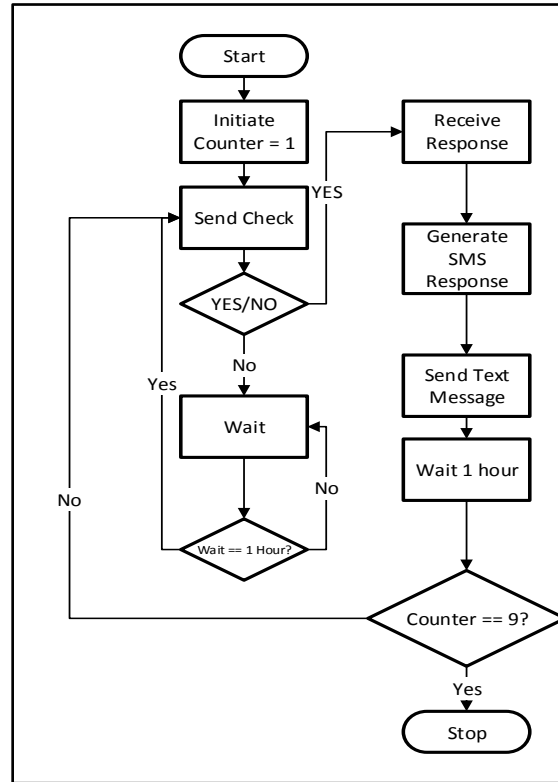 Start
Initiate
Counter = 1
Send Check
YES/NO
YES
No
Yes
Wait
No
Wait == 1 Hour?
No
Receive
Response
Generate
SMS
Response
Send Text
Message
Wait 1 hour
Counter == 9?
Yes
Stop